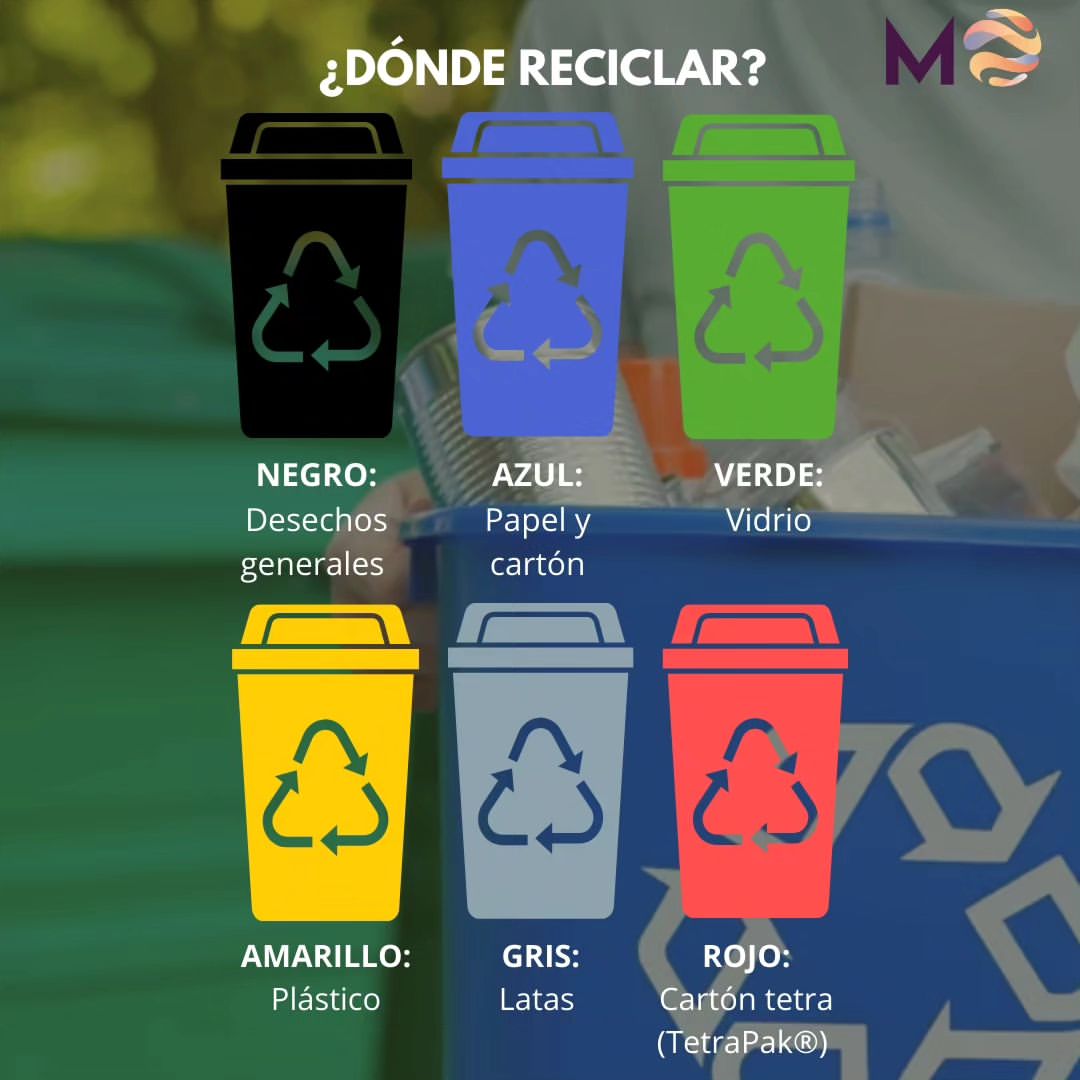 M
¿DÓNDE RECICLAR?
NEGRO:
Desechos
generales
AZUL:
Papel y
cartón
VERDE:
Vidrio
AMARILLO:
Plástico
GRIS:
Latas
ROJO:
Cartón tetra
(TetraPak®)